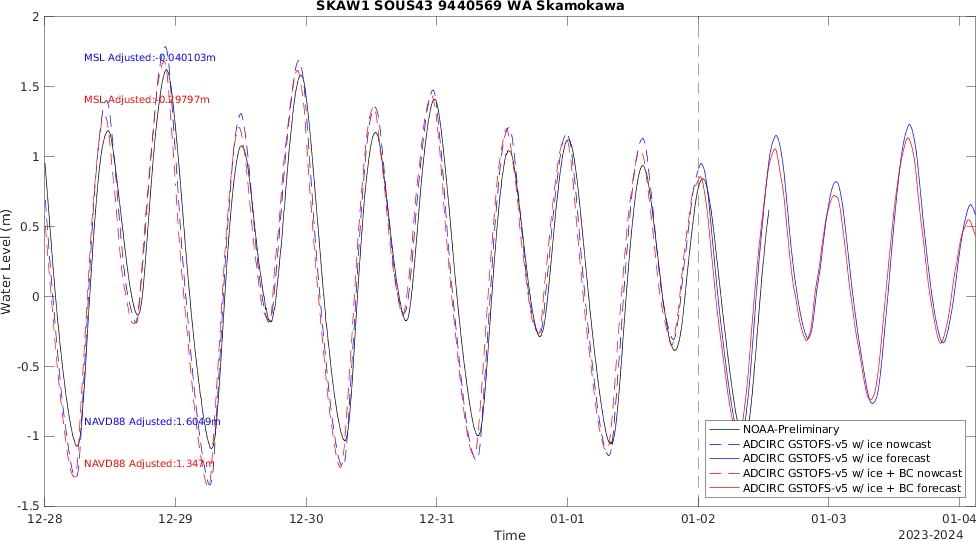 SKAW1 SOUS43 9440569 WA Skamokawa
Water Level (m)
2
1.5
1
0.5
0
-0.5
-1
-1.5
MSL Adjusted:-0.040103m
MSL Adjusted:-0.29797m
NAVD88 Adjusted:1.6049m
NAVD88 Adjusted:1.347m
NOAA-Preliminary
ADCIRC GSTOFS-v5 w/ ice nowcast
ADCIRC GSTOFS-v5 w/ ice forecast
ADCIRC GSTOFS-v5 w/ ice + BC nowcast
ADCIRC GSTOFS-v5 w/ ice + BC forecast
12-28 12-29 12-30 12-31 01-01 01-02 01-03 01-04
Time
2023-2024